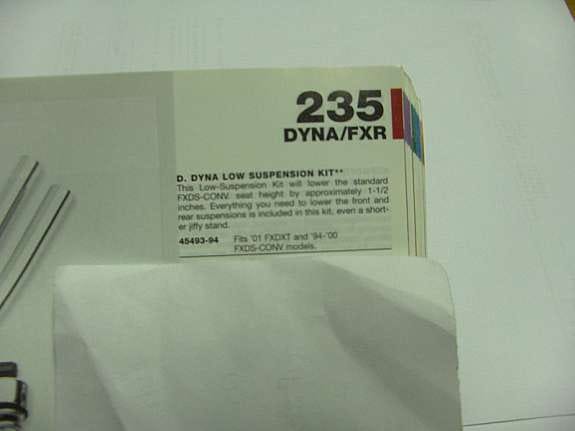 235
DYNA/FXR
D. DYNA LOW SUSPENSION KIT**
This Low-Suspension Kit will lower the standard
FXDS-CONV. seat height by approximately 1-1/2
inches. Everything you need to lower the front and
rear suspensions is included in this kit, even a short-
er jiffy stand.
45493-94 Fits '01 FXDXT and '94-'00
FXDS-CONV models.